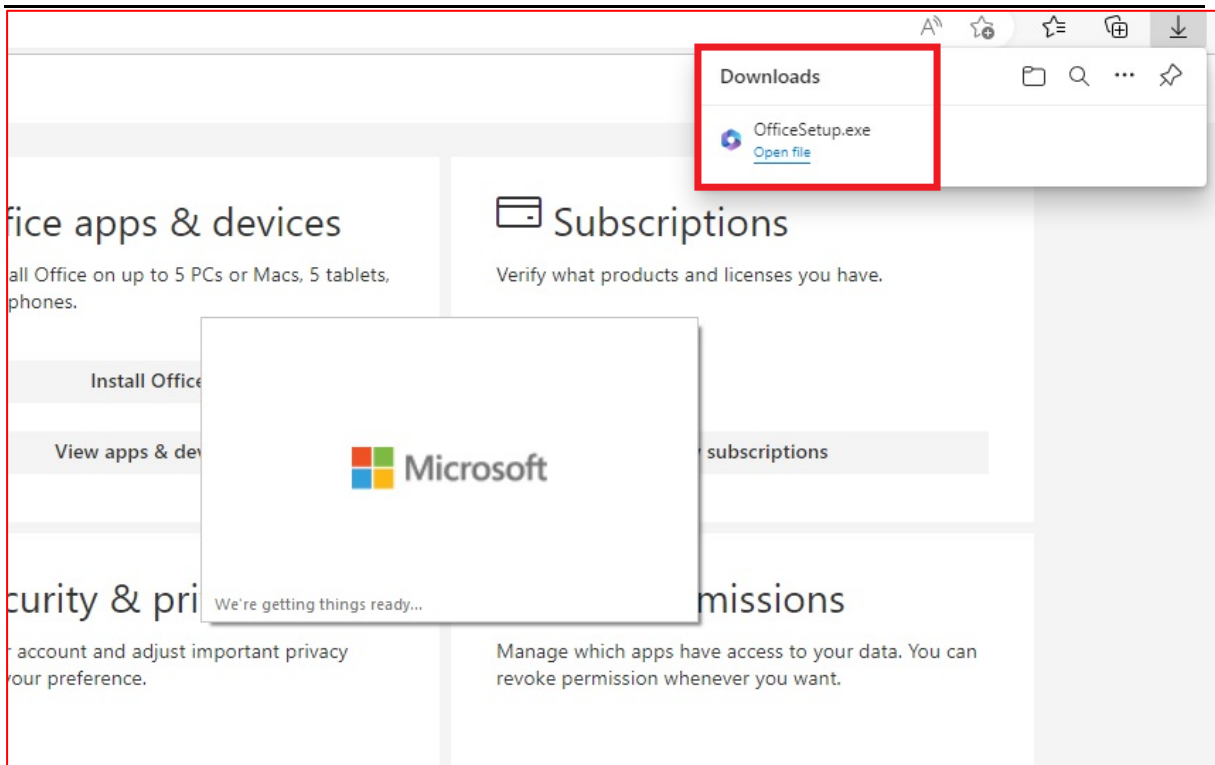 Downloads
OfficeSetup.exe
Open file
fice apps & devices
all Office on up to 5 PCs or Macs, 5 tablets,
phones.
Install Office
View apps & dev
Subscriptions
Verify what products and licenses you have.
subscriptions
Microsoft
We're getting things ready...
curity & pri
account and adjust important privacy
your preference.
missions
Manage which apps have access to your data. You can
revoke permission whenever you want.